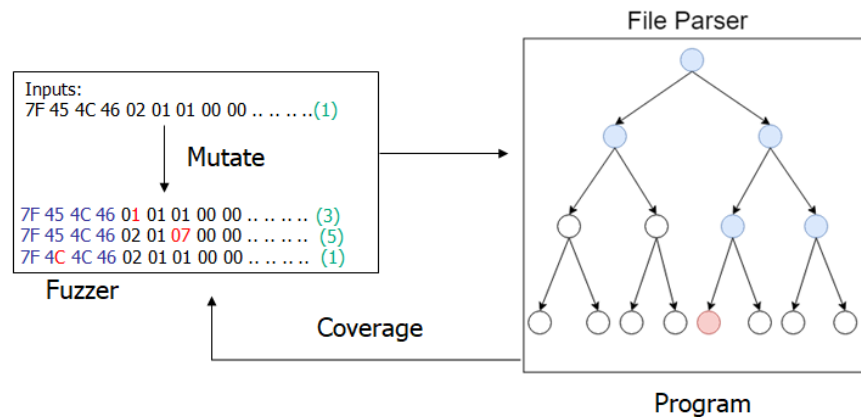 File Parser
Inputs:
7F 45 4C 46 02 01 01 00 00 .. .. .. ..(1)
Mutate
7F 45 4C 46 01 01 01 00 00 .. .. .. .. (3)
7F 45 4C 46 02 01 07 00 00 .. .. .. .. (5)
7F 4C 4C 46 02 01 01 00 00 .. .. .. .. (1)
Fuzzer
Coverage
Program